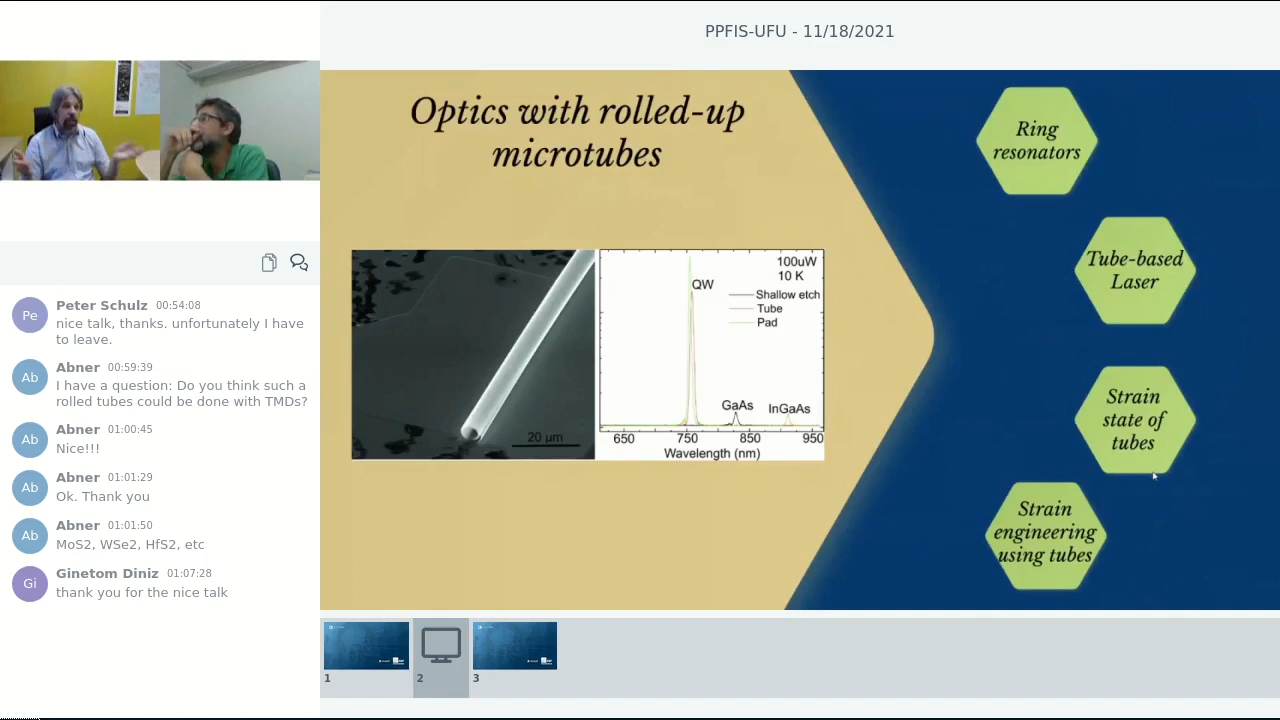 PPFIS-UFU - 11/18/2021
Optics with rolled-up
microtubes
20 µm
100uW
10 K
QW
Shallow etch
Tube
Pad
GaAs
InGaAs
650
750
850
950
Wavelength (nm)
Ring
resonators
Tube-based
Laser
Strain
state of
tubes
Strain
engineering
using tubes
Pe
Peter Schulz 00:54:08
nice talk, thanks. unfortunately I have
to leave.
Ab
Abner 00:59:39
I have a question: Do you think such a
rolled tubes could be done with TMDs?
Ab
Abner 01:00:45
Nice!!!
Ab
Abner 01:01:29
Ok. Thank you
Ab
Abner 01:01:50
MoS2, WSe2, HfS2, etc
Gi
Ginetom Diniz 01:07:28
thank you for the nice talk
1
2
3